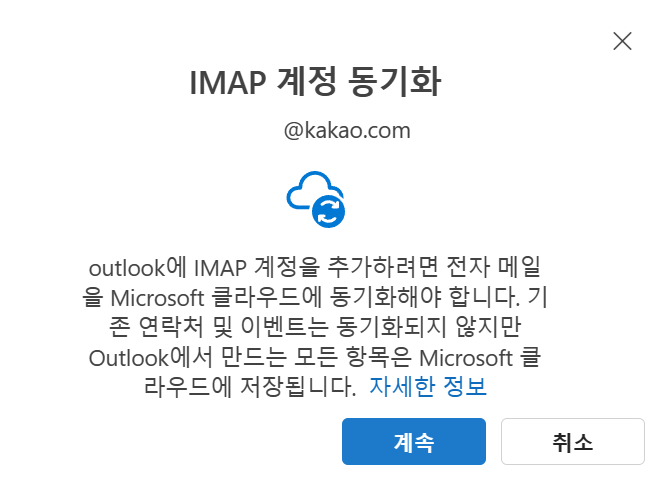 IMAP 계정 동기화
@kakao.com
outlook에 IMAP 계정을 추가하려면 전자 메일
을 Microsoft 클라우드에 동기화해야 합니다. 기
존 연락처 및 이벤트는 동기화되지 않지만
Outlook에서 만드는 모든 항목은 Microsoft 클
라우드에 저장됩니다. 자세한 정보
계속
취소